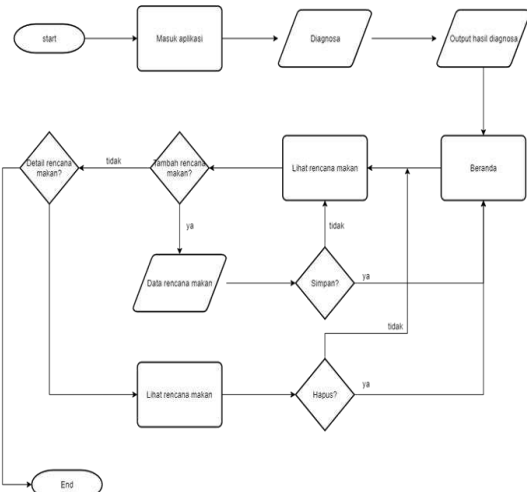 start
Masuk aplikasi
Diagnosa
Output hasil diagnosa
Detail rencana
makan?
tidak
Tambah rencana
makan?
Lihat rencana makan
Beranda
ya
tidak
Data rencana makan
Simpan?
ya
tidak
Lihat rencana makan
Hapus?
ya
End